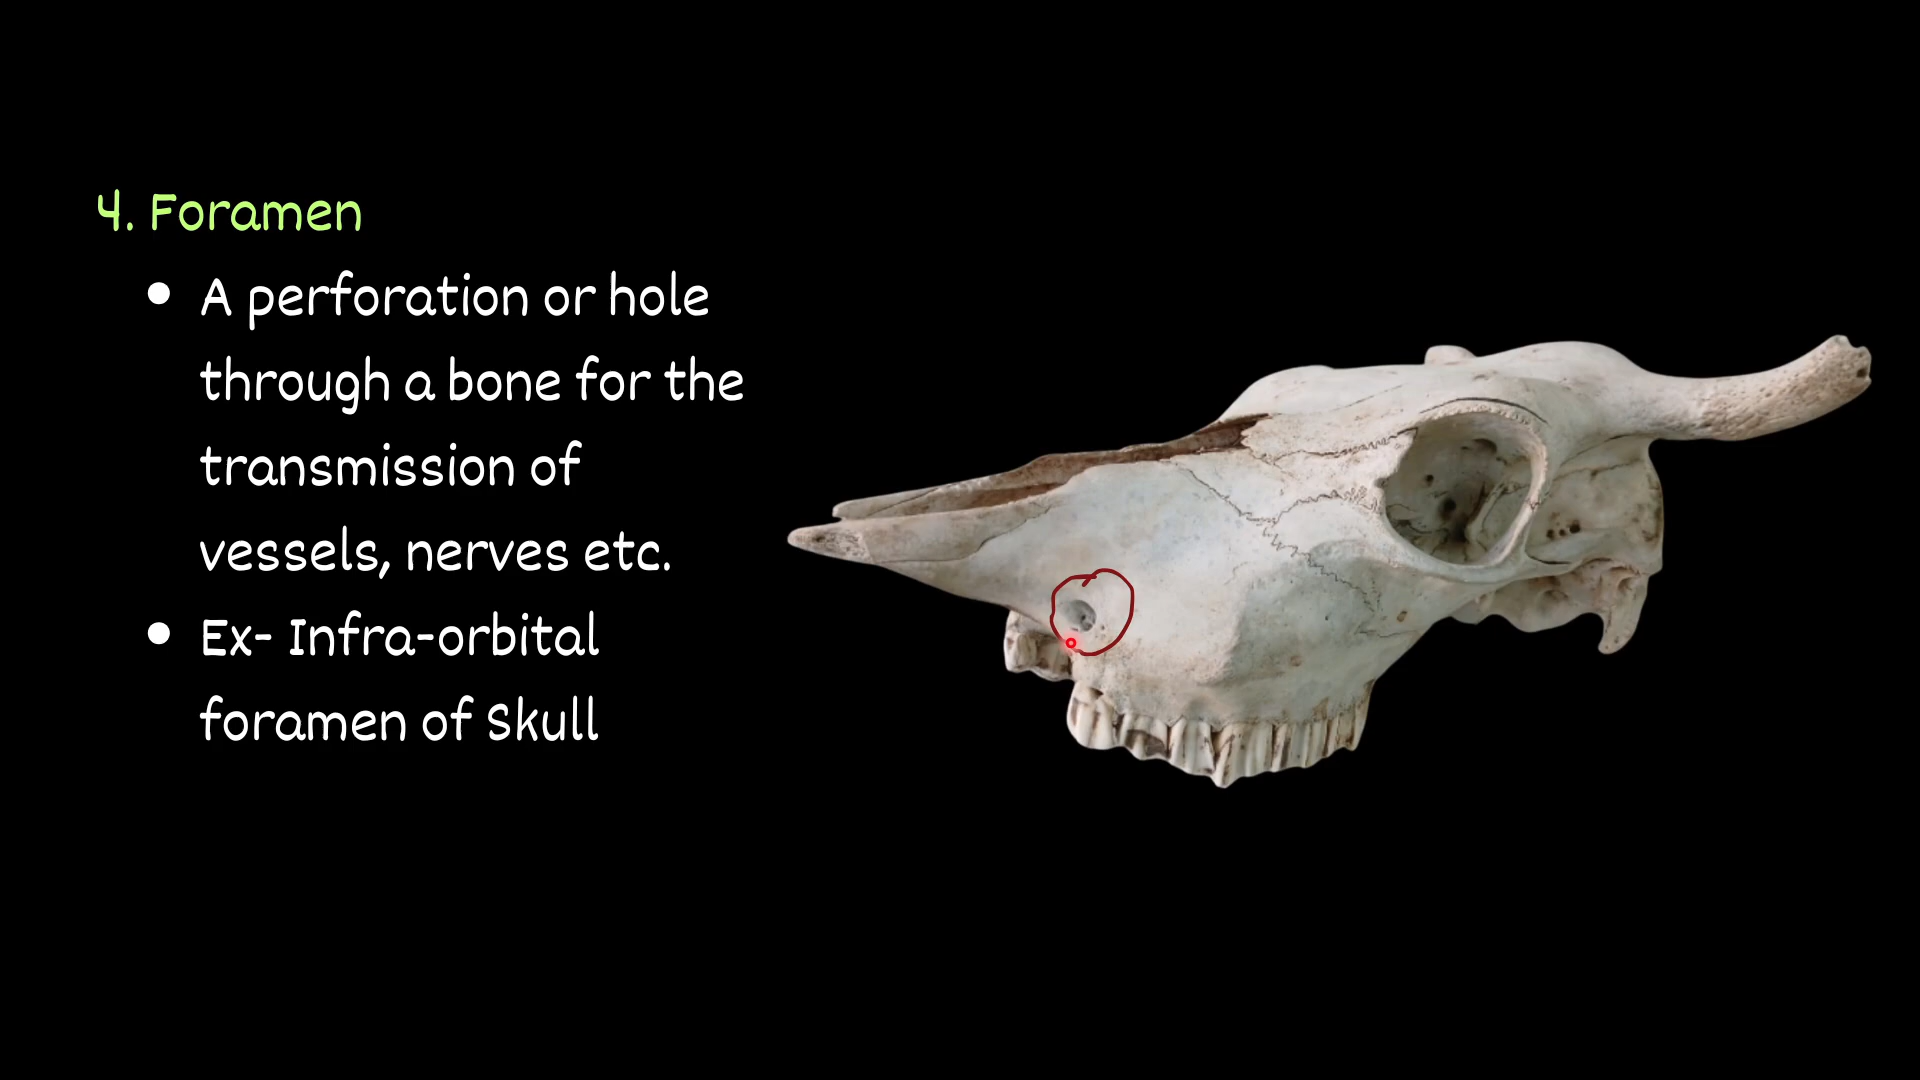 4. Foramen
• A perforation or hole
through a bone for the
transmission of
vessels, nerves etc.
• Ex- Infra-orbital
foramen of Skull